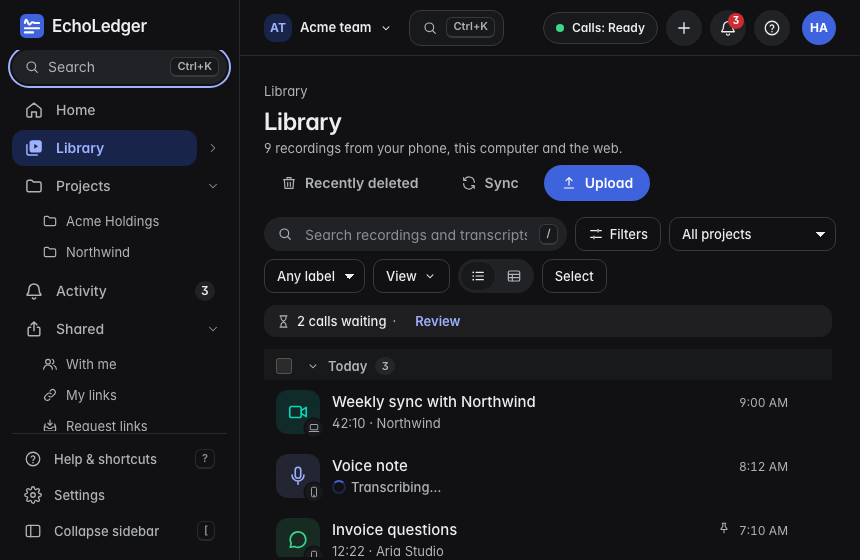 EchoLedger
Search Ctrl+K
Home
Library
Projects
Acme Holdings
Northwind
Activity 3
Shared
With me
My links
Request links
Help & shortcuts ?
Settings
Collapse sidebar [
AT Acme team Ctrl+K Calls: Ready 3 HA
Library
Library
9 recordings from your phone, this computer and the web.
Recently deleted Sync Upload
Search recordings and transcripts / Filters All projects
Any label View Select
2 calls waiting · Review
Today 3
Weekly sync with Northwind 9:00 AM
42:10 · Northwind
Voice note 8:12 AM
Transcribing...
Invoice questions 7:10 AM
12:22 · Aria Studio